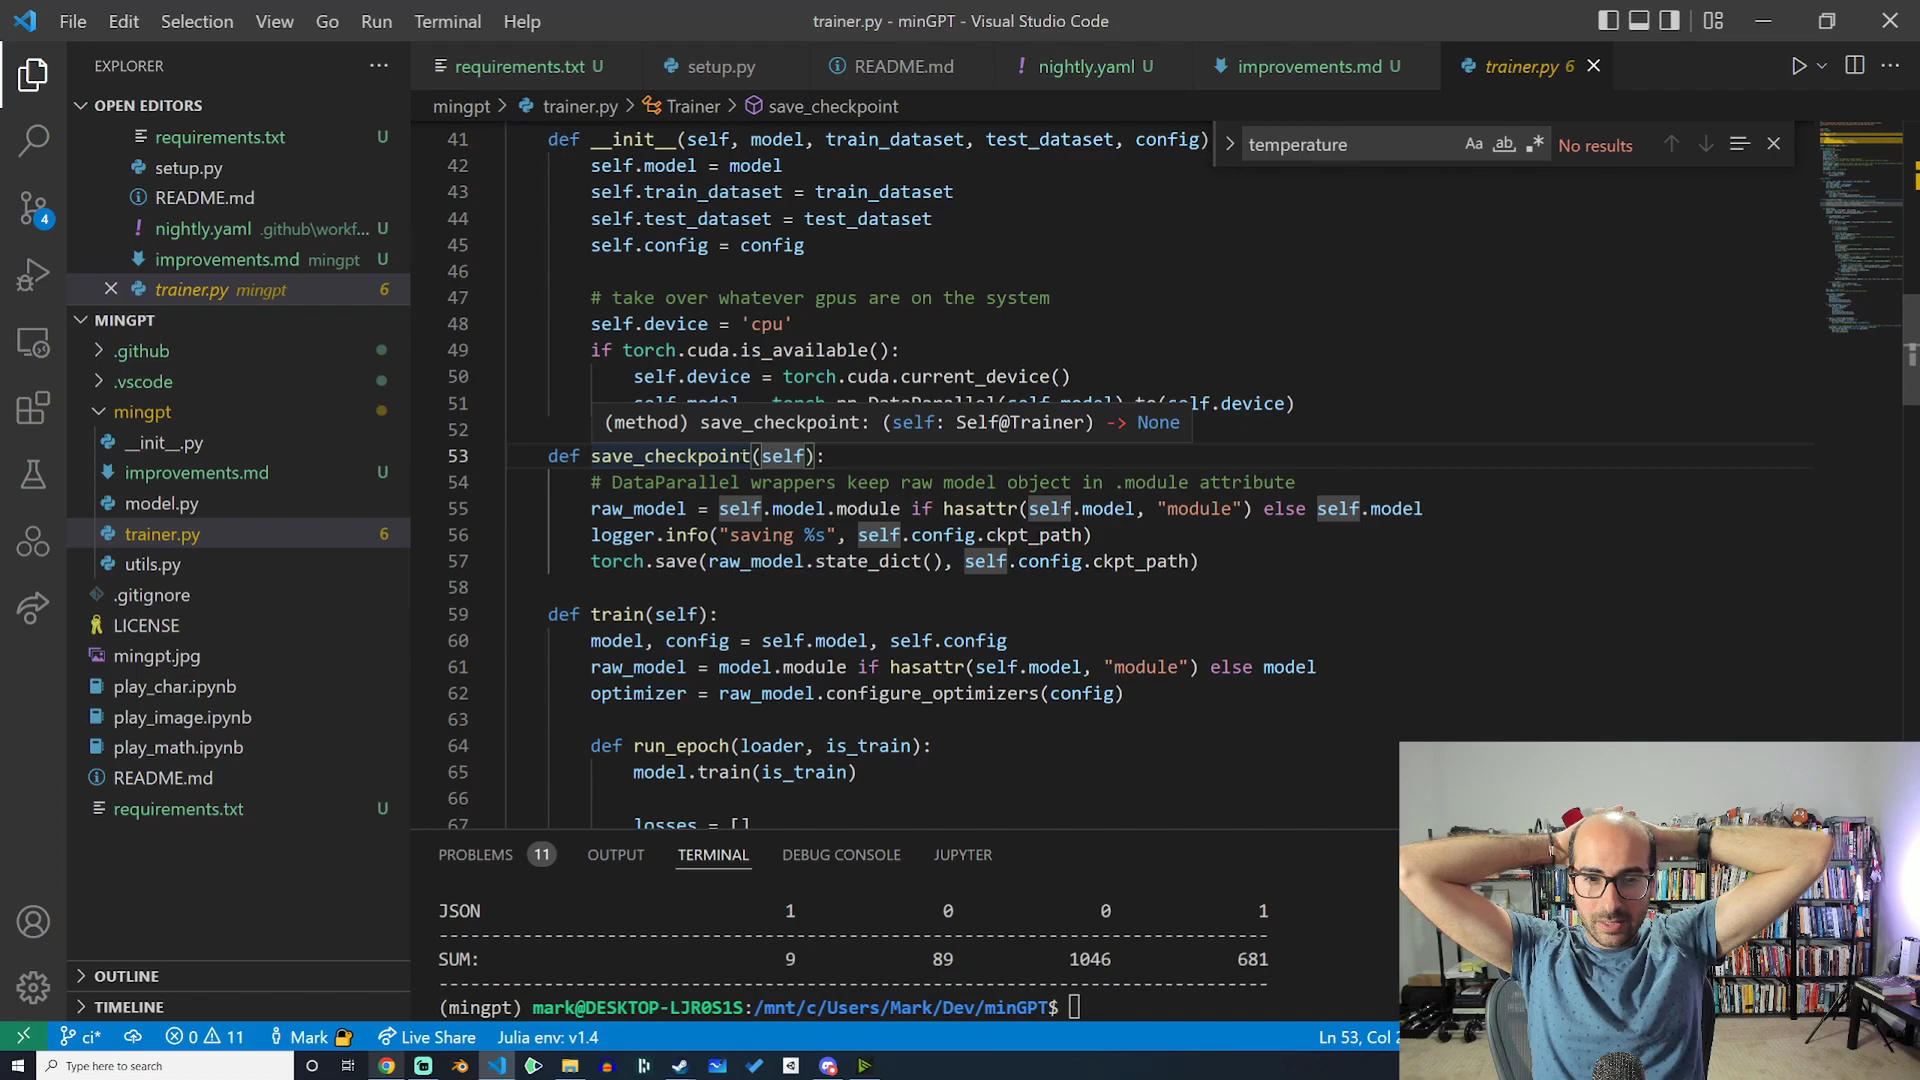 File Edit Selection View Go Run Terminal Help
trainer.py - minGPT - Visual Studio Code
EXPLORER
requirements.txt U
setup.py
README.md
nightly.yaml U
improvements.md U
trainer.py 6
mingpt > trainer.py > Trainer > save_checkpoint
OPEN EDITORS
requirements.txt U
setup.py
README.md
nightly.yaml .github\workf... U
improvements.md mingpt U
trainer.py mingpt 6
MINGPT
.github
.vscode
mingpt
__init__.py
improvements.md U
model.py
trainer.py 6
utils.py
.gitignore
LICENSE
mingpt.jpg
play_char.ipynb
play_image.ipynb
play_math.ipynb
README.md
requirements.txt U
OUTLINE
TIMELINE
4
temperature Aa ab No results
41 def __init__(self, model, train_dataset, test_dataset, config)
42 self.model = model
43 self.train_dataset = train_dataset
44 self.test_dataset = test_dataset
45 self.config = config
46
47 # take over whatever gpus are on the system
48 self.device = 'cpu'
49 if torch.cuda.is_available():
50 self.device = torch.cuda.current_device()
51 self.model = torch.nn.DataParallel(self.model).to(self.device)
(method) save_checkpoint: (self: Self@Trainer) -> None
52
53 def save_checkpoint(self):
54 # DataParallel wrappers keep raw model object in .module attribute
55 raw_model = self.model.module if hasattr(self.model, "module") else self.model
56 logger.info("saving %s", self.config.ckpt_path)
57 torch.save(raw_model.state_dict(), self.config.ckpt_path)
58
59 def train(self):
60 model, config = self.model, self.config
61 raw_model = model.module if hasattr(self.model, "module") else model
62 optimizer = raw_model.configure_optimizers(config)
63
64 def run_epoch(loader, is_train):
65 model.train(is_train)
66
67 losses = []
PROBLEMS 11 OUTPUT TERMINAL DEBUG CONSOLE JUPYTER
JSON 1 0 0 1
--------------------------------------------------------------------------------
SUM: 9 89 1046 681
--------------------------------------------------------------------------------
(mingpt) mark@DESKTOP-LJR0S1S:/mnt/c/Users/Mark/Dev/minGPT$
ci* 0 11 Mark Live Share Julia env: v1.4
Ln 53, Col 2
Type here to search